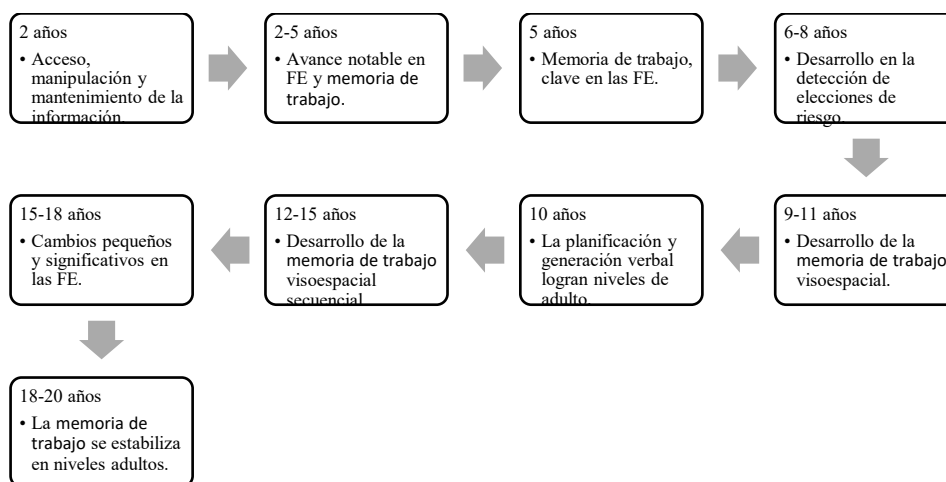 2 años
• Acceso,
manipulación y
mantenimiento de la
información.
2-5 años
• Avance notable en
FE y memoria de
trabajo.
5 años
• Memoria de trabajo,
clave en las FE.
6-8 años
• Desarrollo en la
detección de
elecciones de
riesgo.
9-11 años
• Desarrollo de la
memoria de trabajo
visoespacial.
10 años
• La planificación y
generación verbal
logran niveles de
adulto.
12-15 años
• Desarrollo de la
memoria de trabajo
visoespacial
secuencial
15-18 años
• Cambios pequeños
y significativos en
las FE.
18-20 años
• La memoria de
trabajo se estabiliza
en niveles adultos.